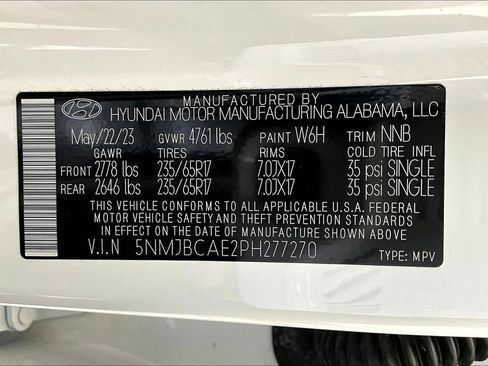 MANUFACTURED BY
HYUNDAI MOTOR MANUFACTURING ALABAMA, LLC
May/22/23 GVWR 4761 lbs PAINT W6H TRIM NNB
GAWR TIRES RIMS COLD TIRE INFL
FRONT 2778 lbs 235/65R17 7.0JX17 35 psi SINGLE
REAR 2646 lbs 235/65R17 7.0JX17 35 psi SINGLE
THIS VEHICLE CONFORMS TO ALL APPLICABLE U.S.A. FEDERAL
MOTOR VEHICLE SAFETY AND THEFT PREVENTION STANDARDS
IN EFFECT ON THE DATE OF MANUFACTURE SHOWN ABOVE.
V.I.N 5NMJBCAE2PH277270 TYPE: MPV